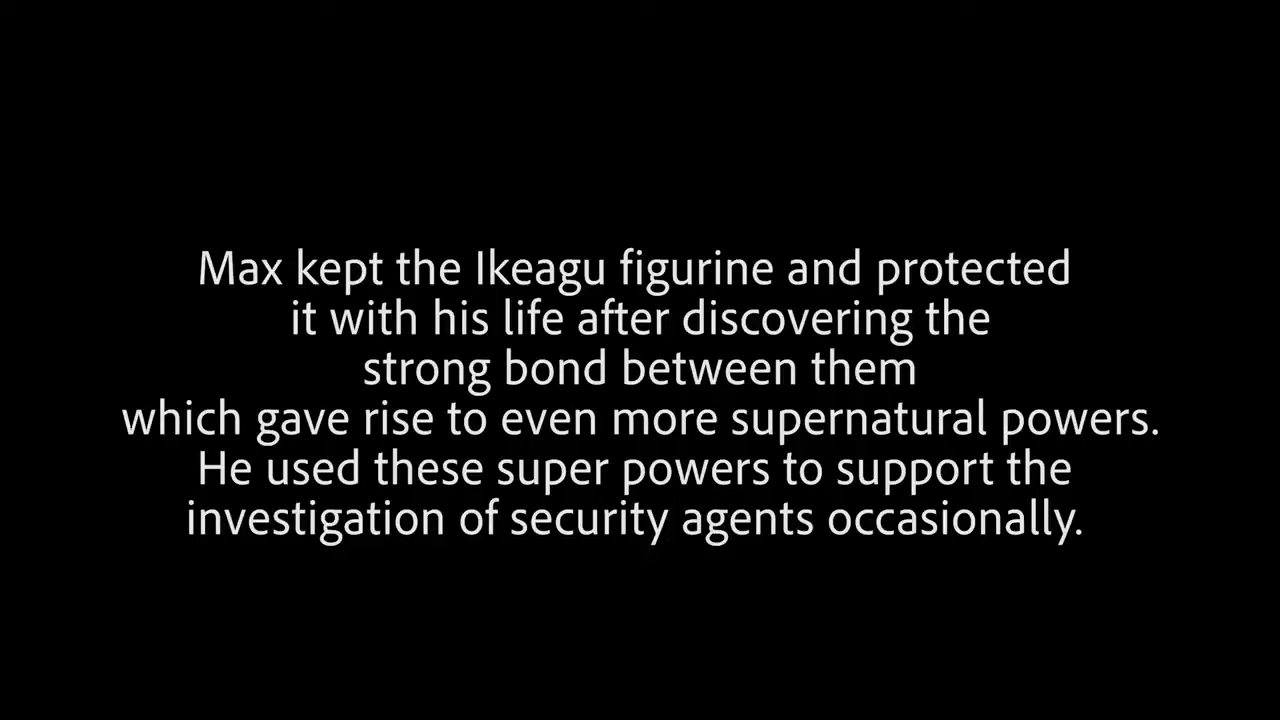 Max kept the Ikeagu figurine and protected
it with his life after discovering the
strong bond between them
which gave rise to even more supernatural powers.
He used these super powers to support the
investigation of security agents occasionally.